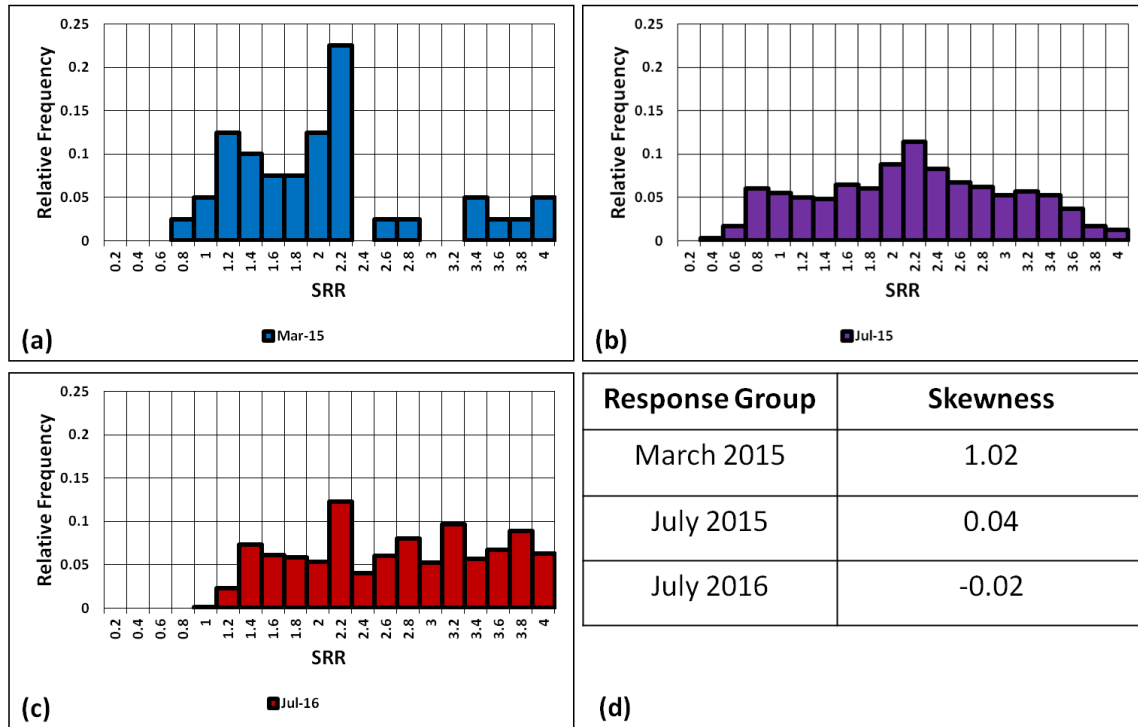 Relative Frequency
0.25
0.2
0.15
0.1
0.05
0
0.2 0.4 0.6 0.8 1 1.2 1.4 1.6 1.8 2 2.2 2.4 2.6 2.8 3 3.2 3.4 3.6 3.8 4
SRR
(a)
Mar-15
Relative Frequency
0.25
0.2
0.15
0.1
0.05
0
0.2 0.4 0.6 0.8 1 1.2 1.4 1.6 1.8 2 2.2 2.4 2.6 2.8 3 3.2 3.4 3.6 3.8 4
SRR
(b)
Jul-15
Relative Frequency
0.25
0.2
0.15
0.1
0.05
0
0.2 0.4 0.6 0.8 1 1.2 1.4 1.6 1.8 2 2.2 2.4 2.6 2.8 3 3.2 3.4 3.6 3.8 4
SRR
(c)
Jul-16
Response Group Skewness
March 2015 1.02
July 2015 0.04
July 2016 -0.02
(d)